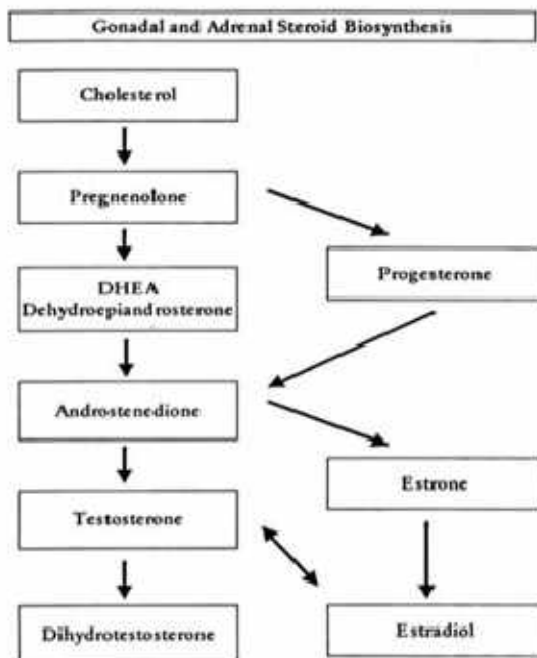 Gonadal and Adrenal Steroid Biosynthesis
Cholesterol
Pregnenolone
Progesterone
DHEA
Dehydroepiandrosterone
Androstenedione
Estrone
Testosterone
Dihydrotestosterone
Estradiol